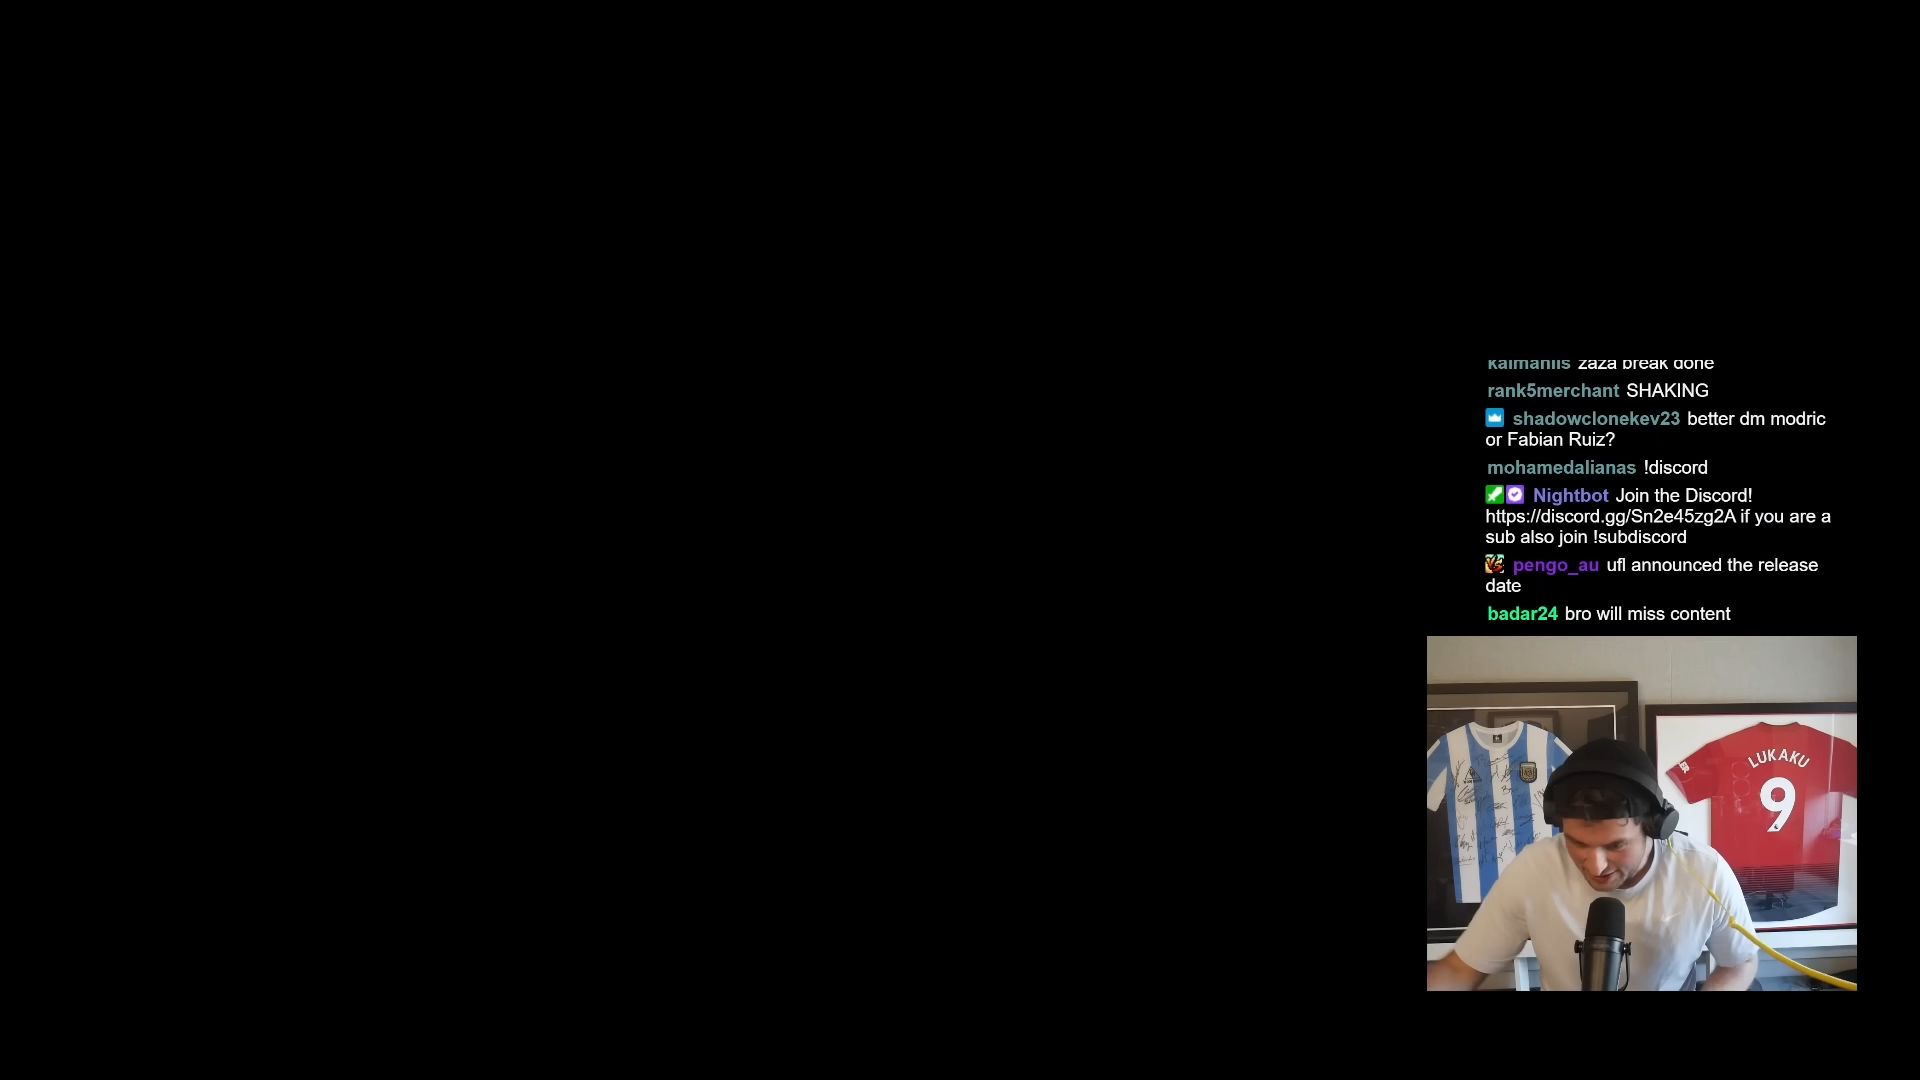 kalmanlis zaza break done
rank5merchant SHAKING
shadowclonekev23 better dm modric
or Fabian Ruiz?
mohamedalianas !discord
Nightbot Join the Discord!
https://discord.gg/Sn2e45zg2A if you are a
sub also join !subdiscord
pengo_au ufl announced the release
date
badar24 bro will miss content
LUKAKU
9